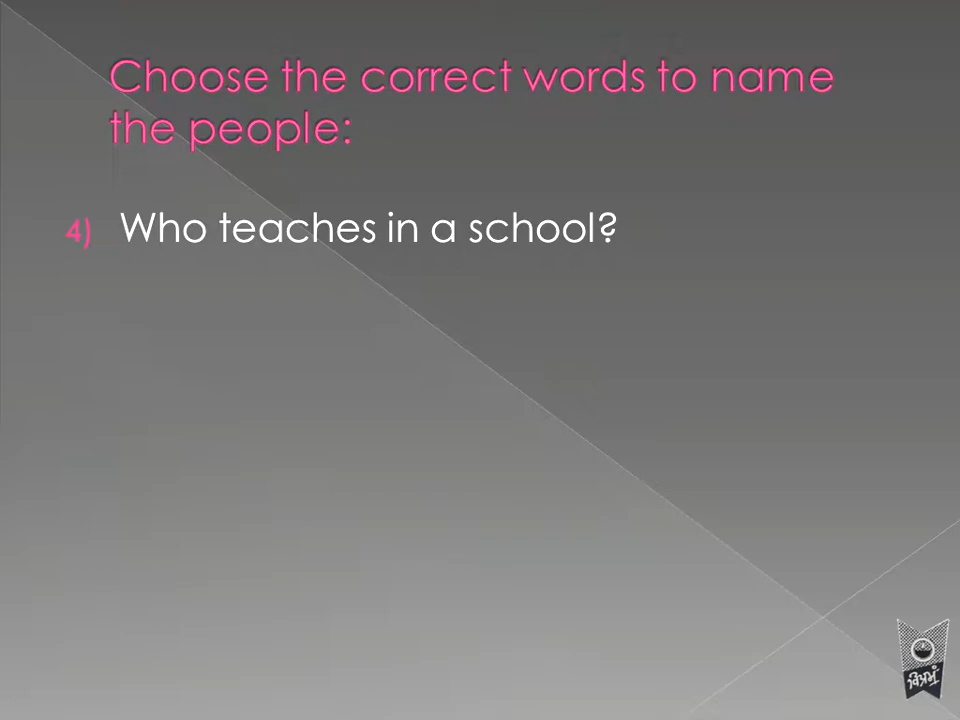 Choose the correct words to name
the people:
4) Who teaches in a school?